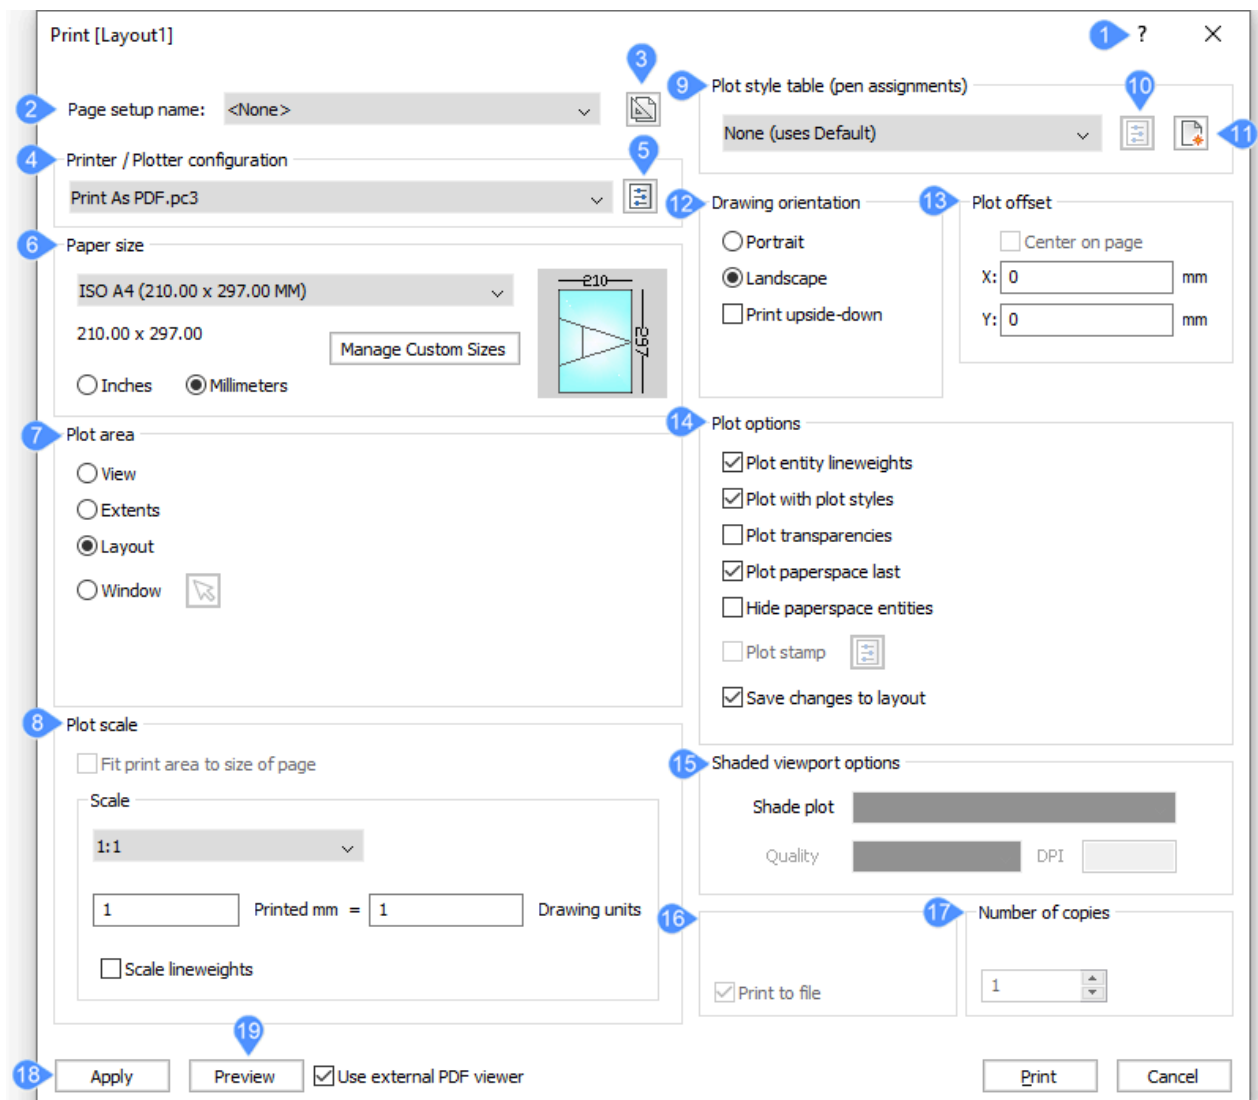 Print [Layout1]
1
?
2
Page setup name:
<None>
3
4
Printer / Plotter configuration
Print As PDF.pc3
5
6
Paper size
ISO A4 (210.00 x 297.00 MM)
210.00 x 297.00
Manage Custom Sizes
Inches
Millimeters
210
297
7
Plot area
View
Extents
Layout
Window
8
Plot scale
Fit print area to size of page
Scale
1:1
1
Printed mm
=
1
Drawing units
Scale lineweights
9
Plot style table (pen assignments)
None (uses Default)
10
11
12
Drawing orientation
Portrait
Landscape
Print upside-down
13
Plot offset
Center on page
X:
0
mm
Y:
0
mm
14
Plot options
Plot entity lineweights
Plot with plot styles
Plot transparencies
Plot paperspace last
Hide paperspace entities
Plot stamp
Save changes to layout
15
Shaded viewport options
Shade plot
Quality
DPI
16
Print to file
17
Number of copies
1
18
Apply
19
Preview
Use external PDF viewer
Print
Cancel